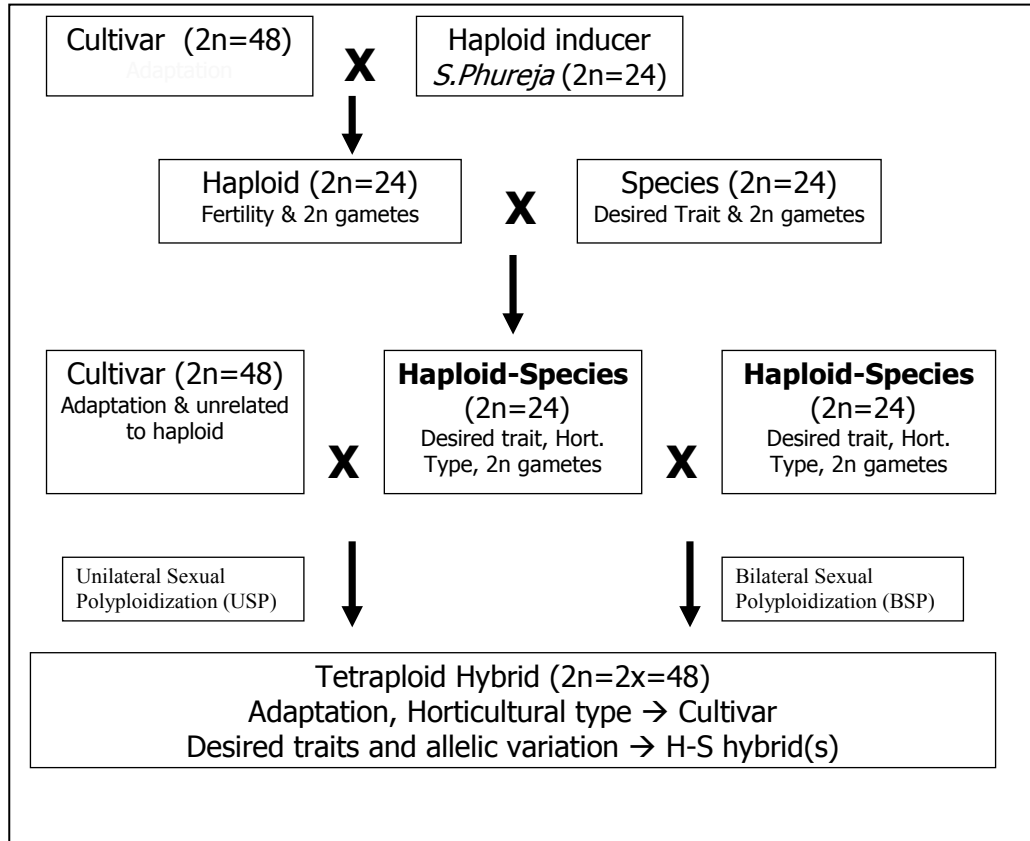 Cultivar (2n=48)
Adaptation
X
Haploid inducer
S.Phureja (2n=24)
Haploid (2n=24)
Fertility & 2n gametes
X
Species (2n=24)
Desired Trait & 2n gametes
Cultivar (2n=48)
Adaptation & unrelated
to haploid
X
Haploid-Species
(2n=24)
Desired trait, Hort.
Type, 2n gametes
X
Haploid-Species
(2n=24)
Desired trait, Hort.
Type, 2n gametes
Unilateral Sexual
Polyploidization (USP)
Bilateral Sexual
Polyploidization (BSP)
Tetraploid Hybrid (2n=2x=48)
Adaptation, Horticultural type → Cultivar
Desired traits and allelic variation → H-S hybrid(s)